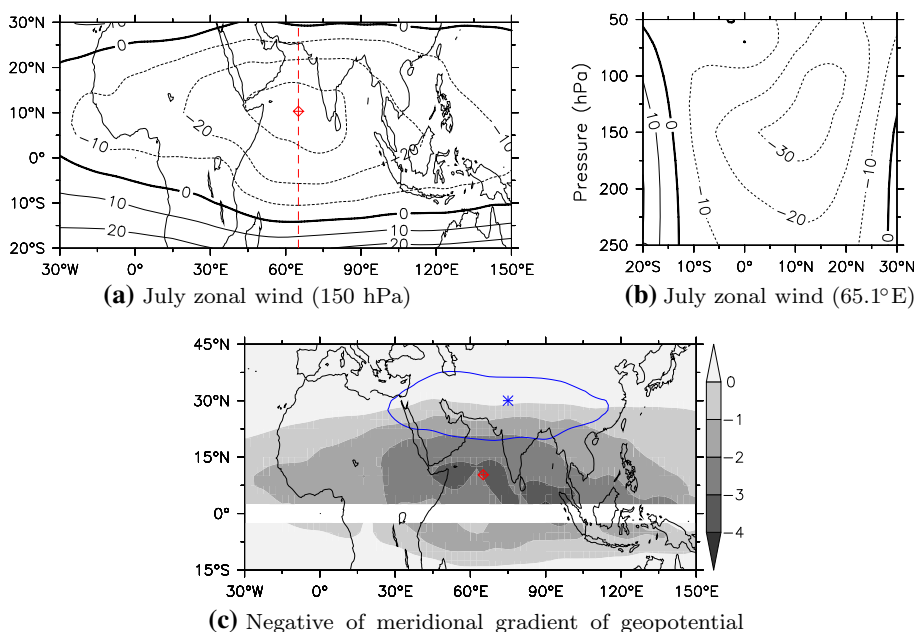 30°N
20°N
10°N
0°
10°S
20°S
30°W
0°
30°E
60°E
90°E
120°E
150°E
0
0
−10
−20
−20
−10
0
0
10
20
10
20
(a) July zonal wind (150 hPa)
50
100
150
200
250
Pressure (hPa)
20°S
10°S
0°
10°N
20°N
30°N
10
0
−10
−20
−30
−10
0
(b) July zonal wind (65.1°E)
45°N
30°N
15°N
0°
15°S
30°W
0°
30°E
60°E
90°E
120°E
150°E
0
−1
−2
−3
−4
(c) Negative of meridional gradient of geopotential